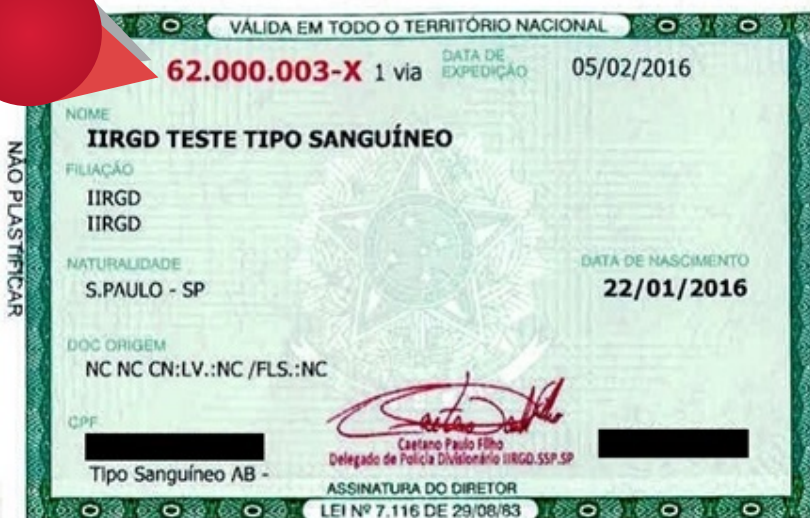 VÁLIDA EM TODO O TERRITÓRIO NACIONAL
62.000.003-X 1 via DATA DE EXPEDIÇÃO 05/02/2016
NOME
IIRGD TESTE TIPO SANGUÍNEO
FILIAÇÃO
IIRGD
IIRGD
NATURALIDADE DATA DE NASCIMENTO
S.PAULO - SP 22/01/2016
DOC ORIGEM
NC NC CN:LV.:NC /FLS.:NC
CPF
Caetano Paulo Filho
Delegado de Polícia Divisionário IIRGD.SSP.SP
Tipo Sanguíneo AB -
ASSINATURA DO DIRETOR
LEI Nº 7.116 DE 29/08/83
NÃO PLASTIFICAR